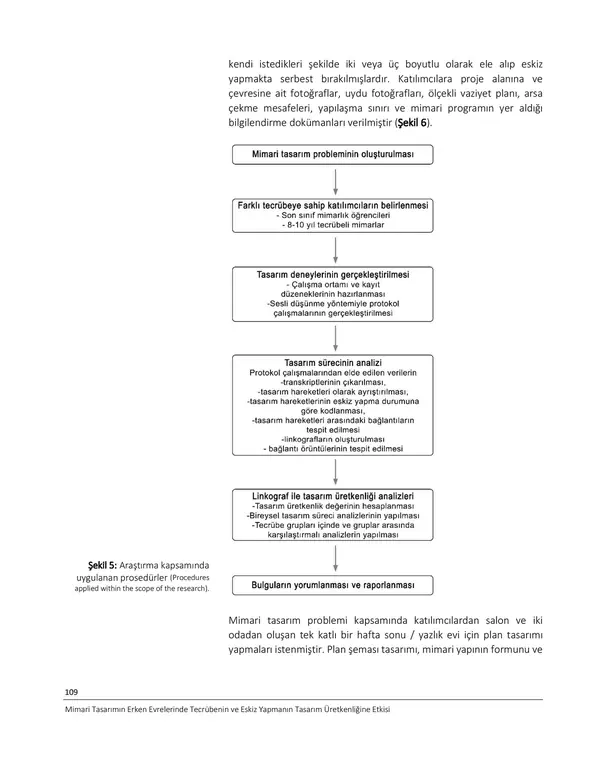 kendi istedikleri şekilde iki veya üç boyutlu olarak ele alıp eskiz
yapmakta serbest bırakılmışlardır. Katılımcılara proje alanına ve
çevresine ait fotoğraflar, uydu fotoğrafları, ölçekli vaziyet planı, arsa
çekme mesafeleri, yapılaşma sınırı ve mimari programın yer aldığı
bilgilendirme dokümanları verilmiştir (Şekil 6).
Mimari tasarım probleminin oluşturulması
Farklı tecrübeye sahip katılımcıların belirlenmesi
- Son sınıf mimarlık öğrencileri
- 8-10 yıl tecrübeli mimarlar
Tasarım deneylerinin gerçekleştirilmesi
- Çalışma ortamı ve kayıt
düzeneklerinin hazırlanması
-Sesli düşünme yöntemiyle protokol
çalışmalarının gerçekleştirilmesi
Tasarım sürecinin analizi
Protokol çalışmalarından elde edilen verilerin
-transkriptlerinin çıkarılması,
-tasarım hareketleri olarak ayrıştırılması,
-tasarım hareketlerinin eskiz yapma durumuna
göre kodlanması,
-tasarım hareketleri arasındaki bağlantıların
tespit edilmesi
-linkografların oluşturulması
- bağlantı örüntülerinin tespit edilmesi
Linkograf ile tasarım üretkenliği analizleri
-Tasarım üretkenlik değerinin hesaplanması
-Bireysel tasarım süreci analizlerinin yapılması
-Tecrübe grupları içinde ve gruplar arasında
karşılaştırmalı analizlerin yapılması
Bulguların yorumlanması ve raporlanması
Şekil 5: Araştırma kapsamında
uygulanan prosedürler (Procedures
applied within the scope of the research).
Mimari tasarım problemi kapsamında katılımcılardan salon ve iki
odadan oluşan tek katlı bir hafta sonu / yazlık evi için plan tasarımı
yapmaları istenmiştir. Plan şeması tasarımı, mimari yapının formunu ve
109
Mimari Tasarımın Erken Evrelerinde Tecrübenin ve Eskiz Yapmanın Tasarım Üretkenliğine Etkisi